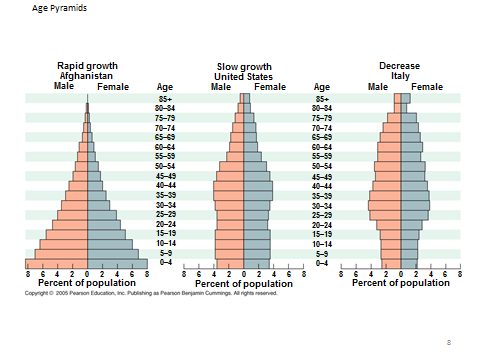 Age Pyramids
Rapid growth
Afghanistan
Male Female
Age
Slow growth
United States
Male Female
Age
Decrease
Italy
Male Female
85+ 85+
80–84 80–84
75–79 75–79
70–74 70–74
65–69 65–69
60–64 60–64
55–59 55–59
50–54 50–54
45–49 45–49
40–44 40–44
35–39 35–39
30–34 30–34
25–29 25–29
20–24 20–24
15–19 15–19
10–14 10–14
5–9 5–9
0–4 0–4
8 6 4 2 0 2 4 6 8 8 6 4 2 0 2 4 6 8 8 6 4 2 0 2 4 6 8
Percent of population Percent of population Percent of population
Copyright © 2005 Pearson Education, Inc. Publishing as Pearson Benjamin Cummings. All rights reserved.
8